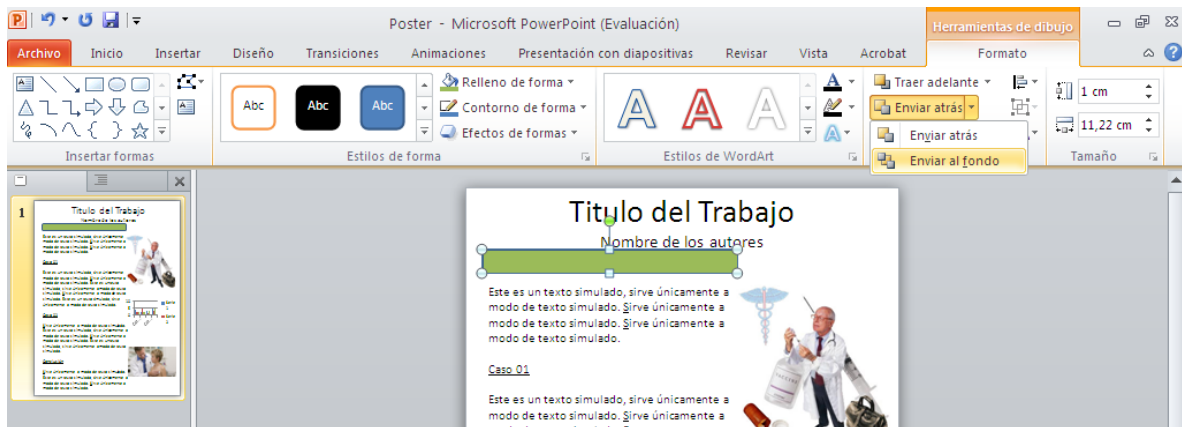 Poster - Microsoft PowerPoint (Evaluación)
Herramientas de dibujo
Archivo Inicio Insertar Diseño Transiciones Animaciones Presentación con diapositivas Revisar Vista Acrobat Formato
Abc Abc Abc
Relleno de forma
Contorno de forma
Efectos de formas
A A A
Traer adelante
Enviar atrás
Enviar atrás
Enviar al fondo
1 cm
11,22 cm
Insertar formas Estilos de forma Estilos de WordArt Tamaño
1
Titulo del Trabajo
Titulo del Trabajo
Nombre de los autores
Este es un texto simulado, sirve únicamente a
modo de texto simulado. Sirve únicamente a
modo de texto simulado. Sirve únicamente a
modo de texto simulado.
Caso 01
Este es un texto simulado, sirve únicamente a
modo de texto simulado. Sirve únicamente a